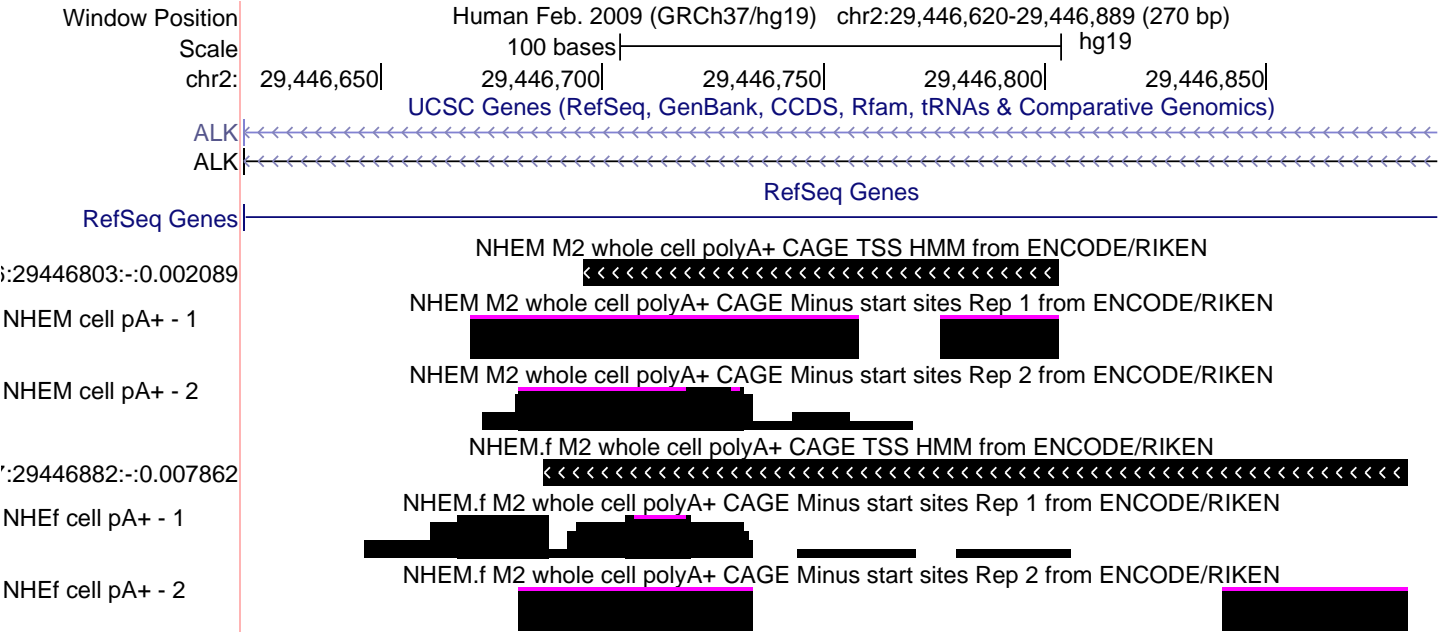 Window Position Human Feb. 2009 (GRCh37/hg19) chr2:29,446,620-29,446,889 (270 bp)
Scale 100 bases hg19
chr2: 29,446,650 29,446,700 29,446,750 29,446,800 29,446,850
UCSC Genes (RefSeq, GenBank, CCDS, Rfam, tRNAs & Comparative Genomics)
ALK
ALK
RefSeq Genes
RefSeq Genes
NHEM M2 whole cell polyA+ CAGE TSS HMM from ENCODE/RIKEN
:29446803:-:0.002089
NHEM M2 whole cell polyA+ CAGE Minus start sites Rep 1 from ENCODE/RIKEN
NHEM cell pA+ - 1
NHEM M2 whole cell polyA+ CAGE Minus start sites Rep 2 from ENCODE/RIKEN
NHEM cell pA+ - 2
NHEM.f M2 whole cell polyA+ CAGE TSS HMM from ENCODE/RIKEN
:29446882:-:0.007862
NHEM.f M2 whole cell polyA+ CAGE Minus start sites Rep 1 from ENCODE/RIKEN
NHEf cell pA+ - 1
NHEM.f M2 whole cell polyA+ CAGE Minus start sites Rep 2 from ENCODE/RIKEN
NHEf cell pA+ - 2